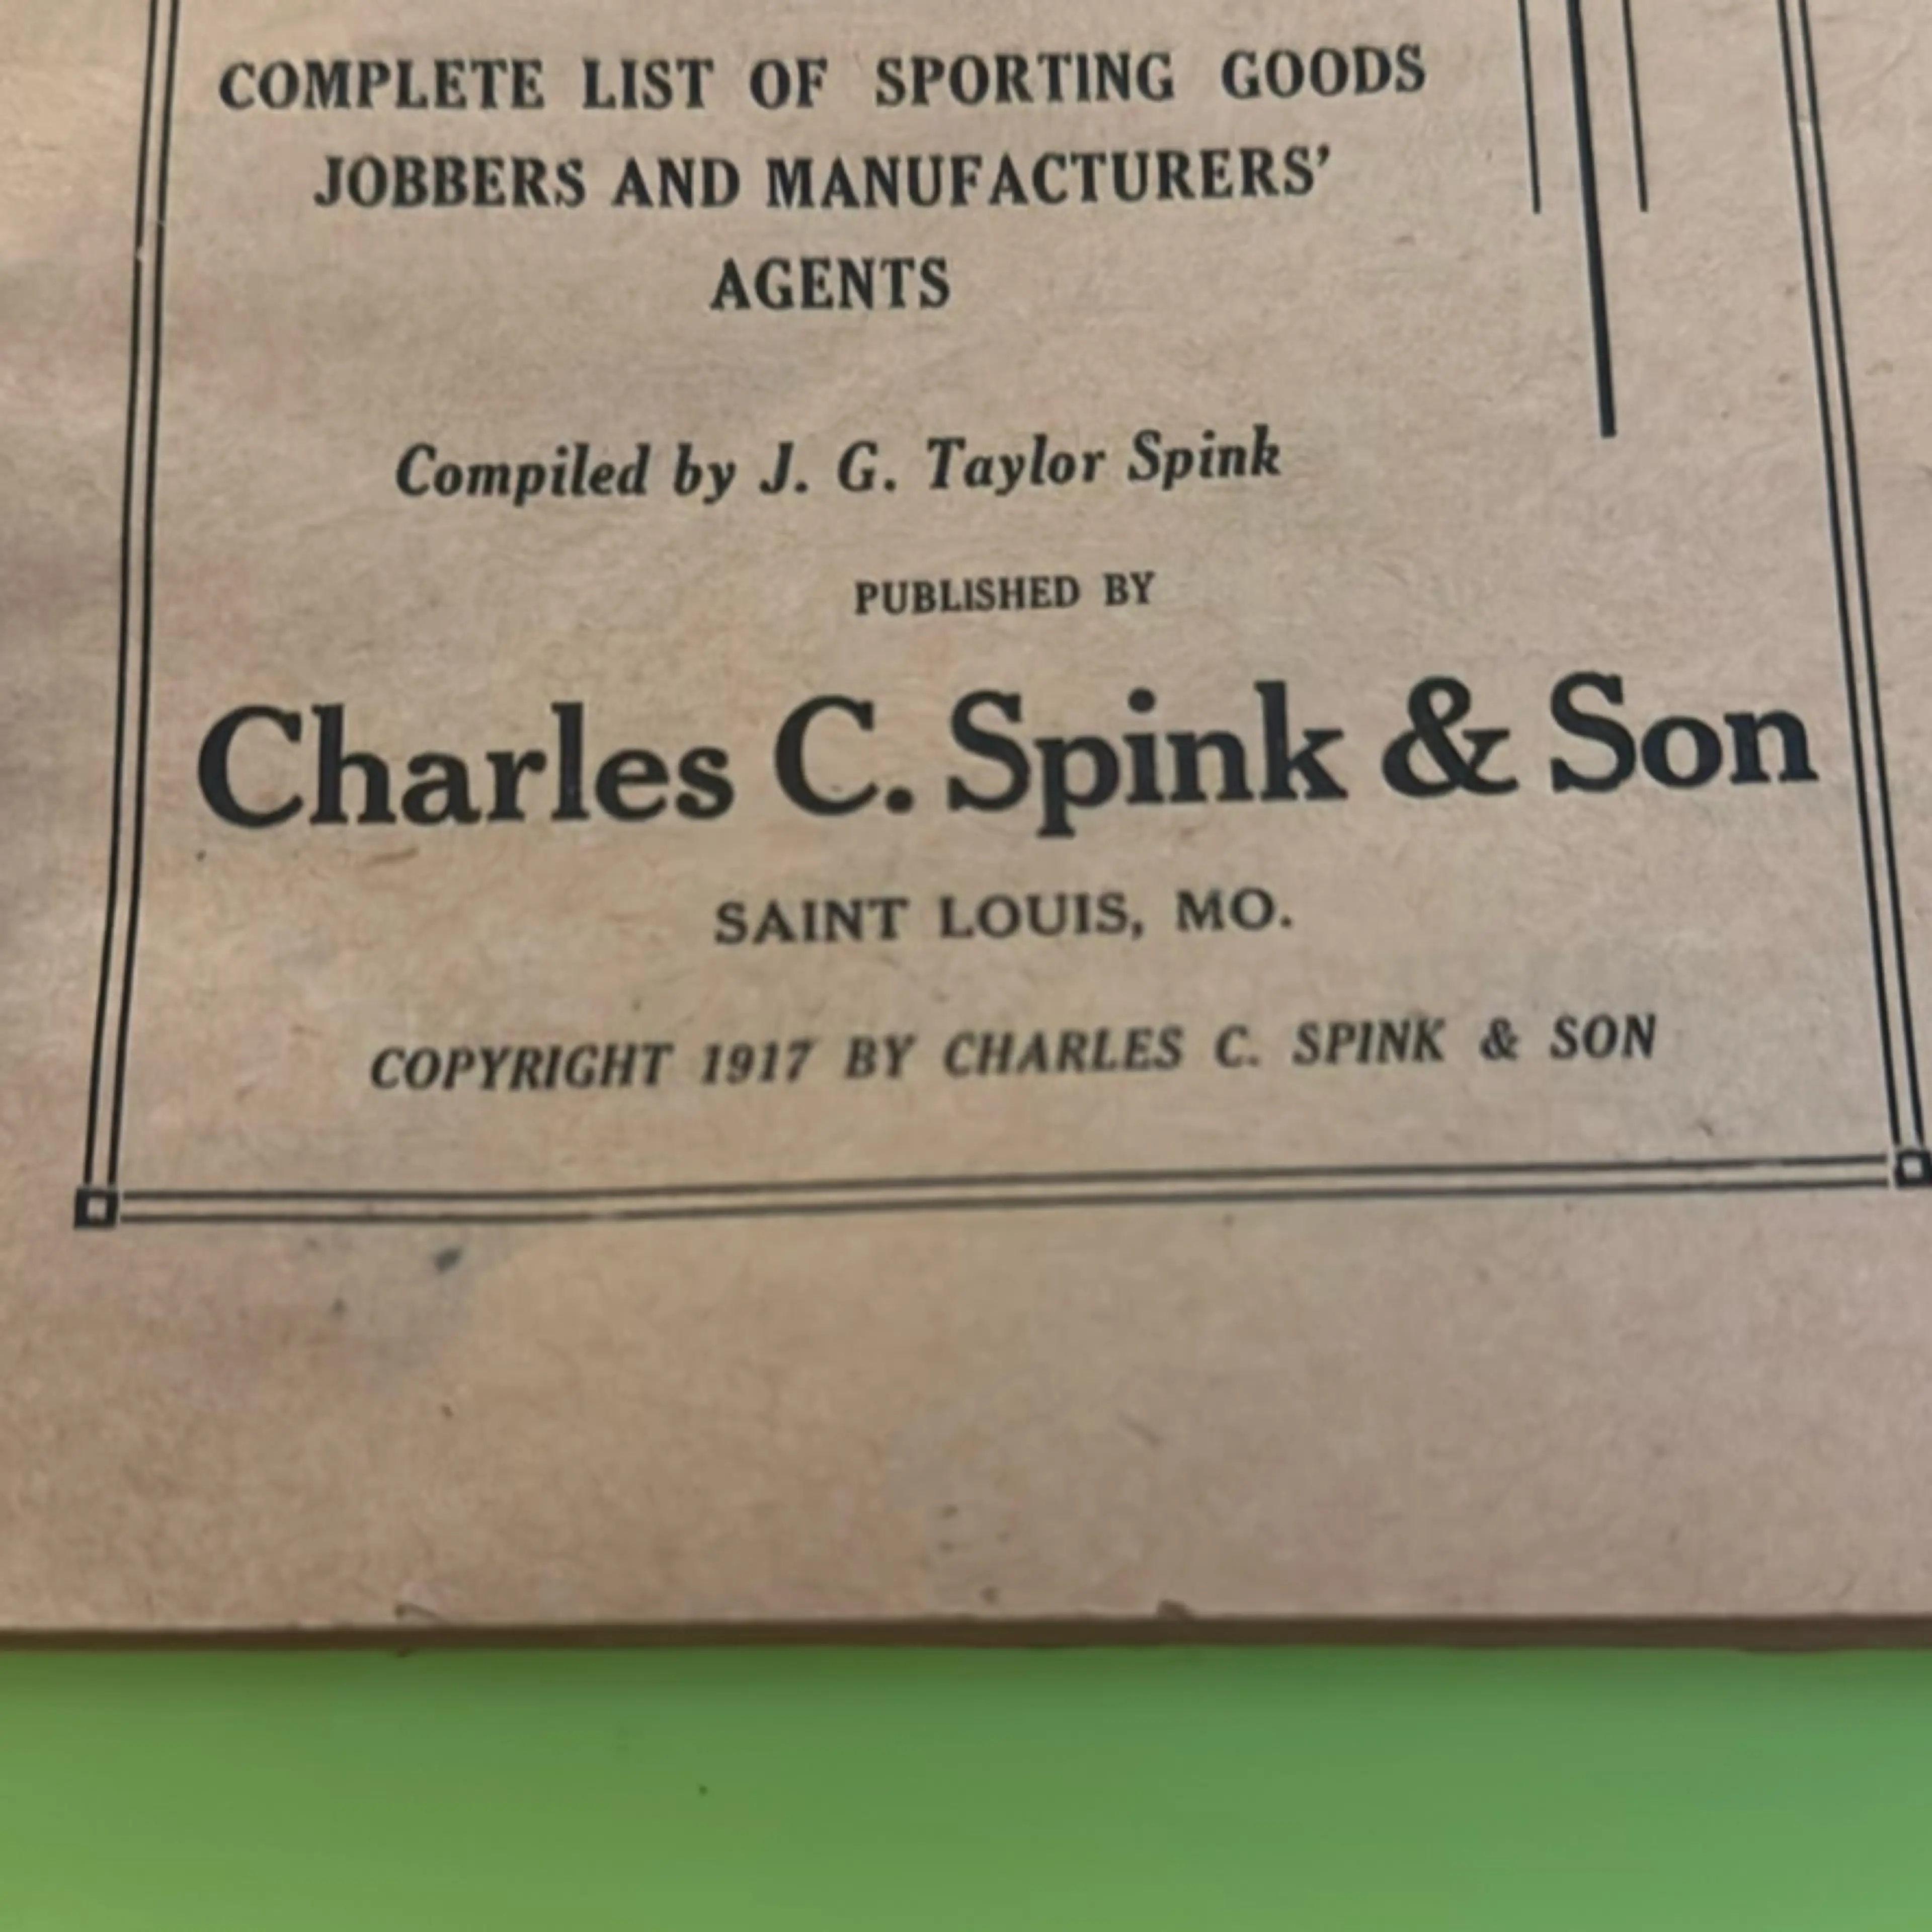 COMPLETE LIST OF SPORTING GOODS
JOBBERS AND MANUFACTURERS'
AGENTS
Compiled by J. G. Taylor Spink
PUBLISHED BY
Charles C. Spink & Son
SAINT LOUIS, MO.
COPYRIGHT 1917 BY CHARLES C. SPINK & SON